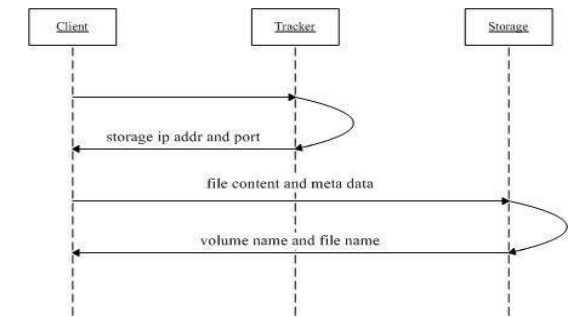 Client
Tracker
Storage
storage ip addr and port
file content and meta data
volume name and file name